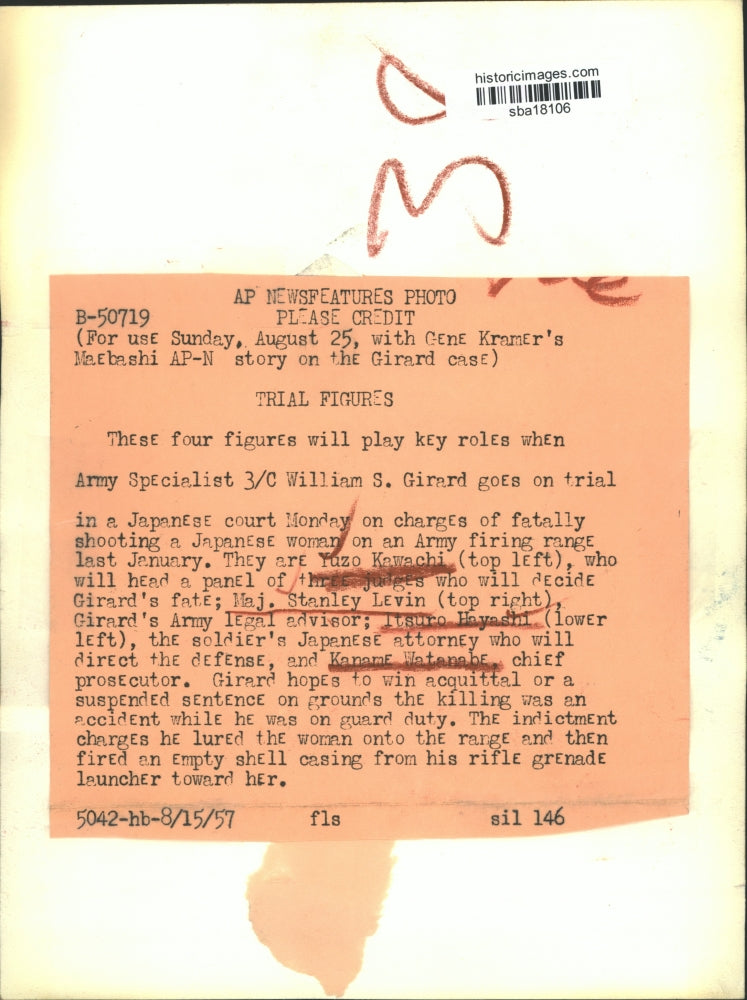 historicimages.com
sba18106
30
AP NEWSFEATURES PHOTO
B-50719 PLEASE CREDIT
(For use Sunday, August 25, with Gene Kramer's
Maebashi AP-N story on the Girard case)
TRIAL FIGURES
These four figures will play key roles when
Army Specialist 3/C William S. Girard goes on trial
in a Japanese court Monday on charges of fatally
shooting a Japanese woman on an Army firing range
last January. They are Yuzo Kawachi (top left), who
will head a panel of three judges who will decide
Girard's fate; Maj. Stanley Levin (top right),
Girard's Army legal advisor; Itsuro Hayashi (lower
left), the soldier's Japanese attorney who will
direct the defense, and Kaname Watanabe, chief
prosecutor. Girard hopes to win acquittal or a
suspended sentence on grounds the killing was an
accident while he was on guard duty. The indictment
charges he lured the woman onto the range and then
fired an empty shell casing from his rifle grenade
launcher toward her.
5042-hb-8/15/57 fls sil 146